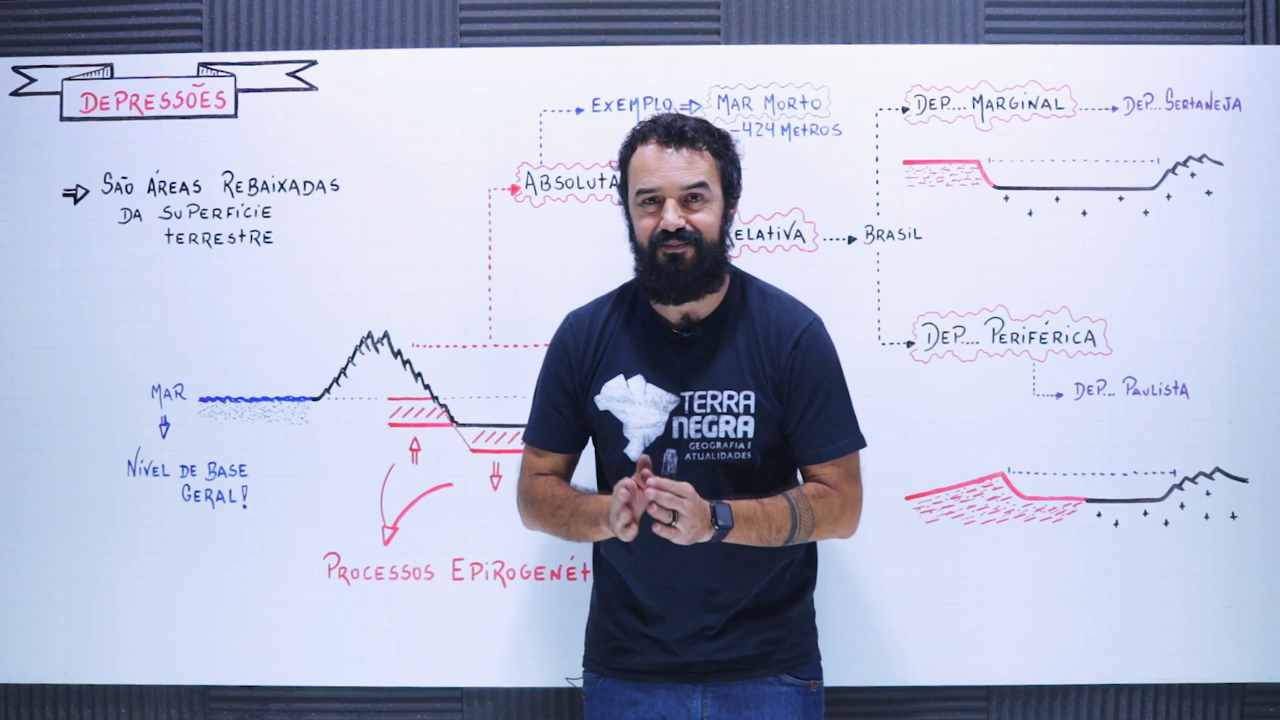 DEPRESSÕES
SÃO ÁREAS REBAIXADAS
DA SUPERFÍCIE
TERRESTRE
EXEMPLO
MAR MORTO
-424 METROS
ABSOLUTA
ELATIVA
BRASIL
DEP... MARGINAL
DEP... SERTANEJA
DEP... PERIFÉRICA
DEP... PAULISTA
MAR
NÍVEL DE BASE
GERAL!
PROCESSOS EPIROGENÉT
TERRA
NEGRA
GEOGRAFIA E
ATUALIDADES